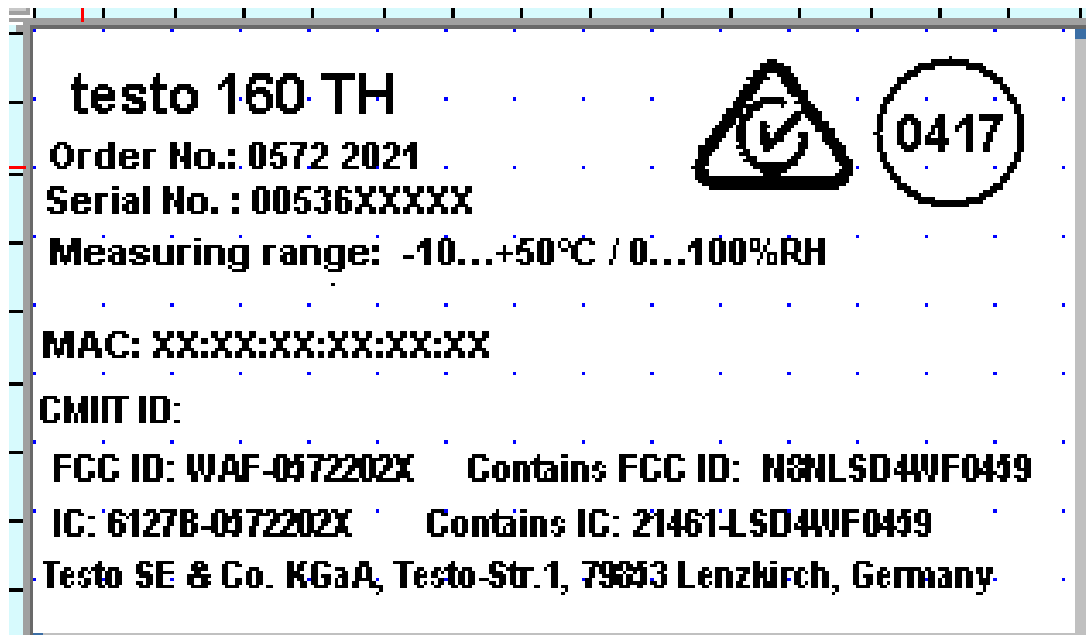 testo 160 TH
0417
Order No.: 0572 2021
Serial No. : 00536XXXXX
Measuring range: -10...+50°C / 0...100%RH
MAC: XX:XX:XX:XX:XX:XX
CMIIT ID:
FCC ID: WAF-0572202X Contains FCC ID: N8NLSD4WF0459
IC: 6127B-0572202X Contains IC: 21461-LSD4WF0459
Testo SE & Co. KGaA, Testo-Str.1, 79853 Lenzkirch, Germany